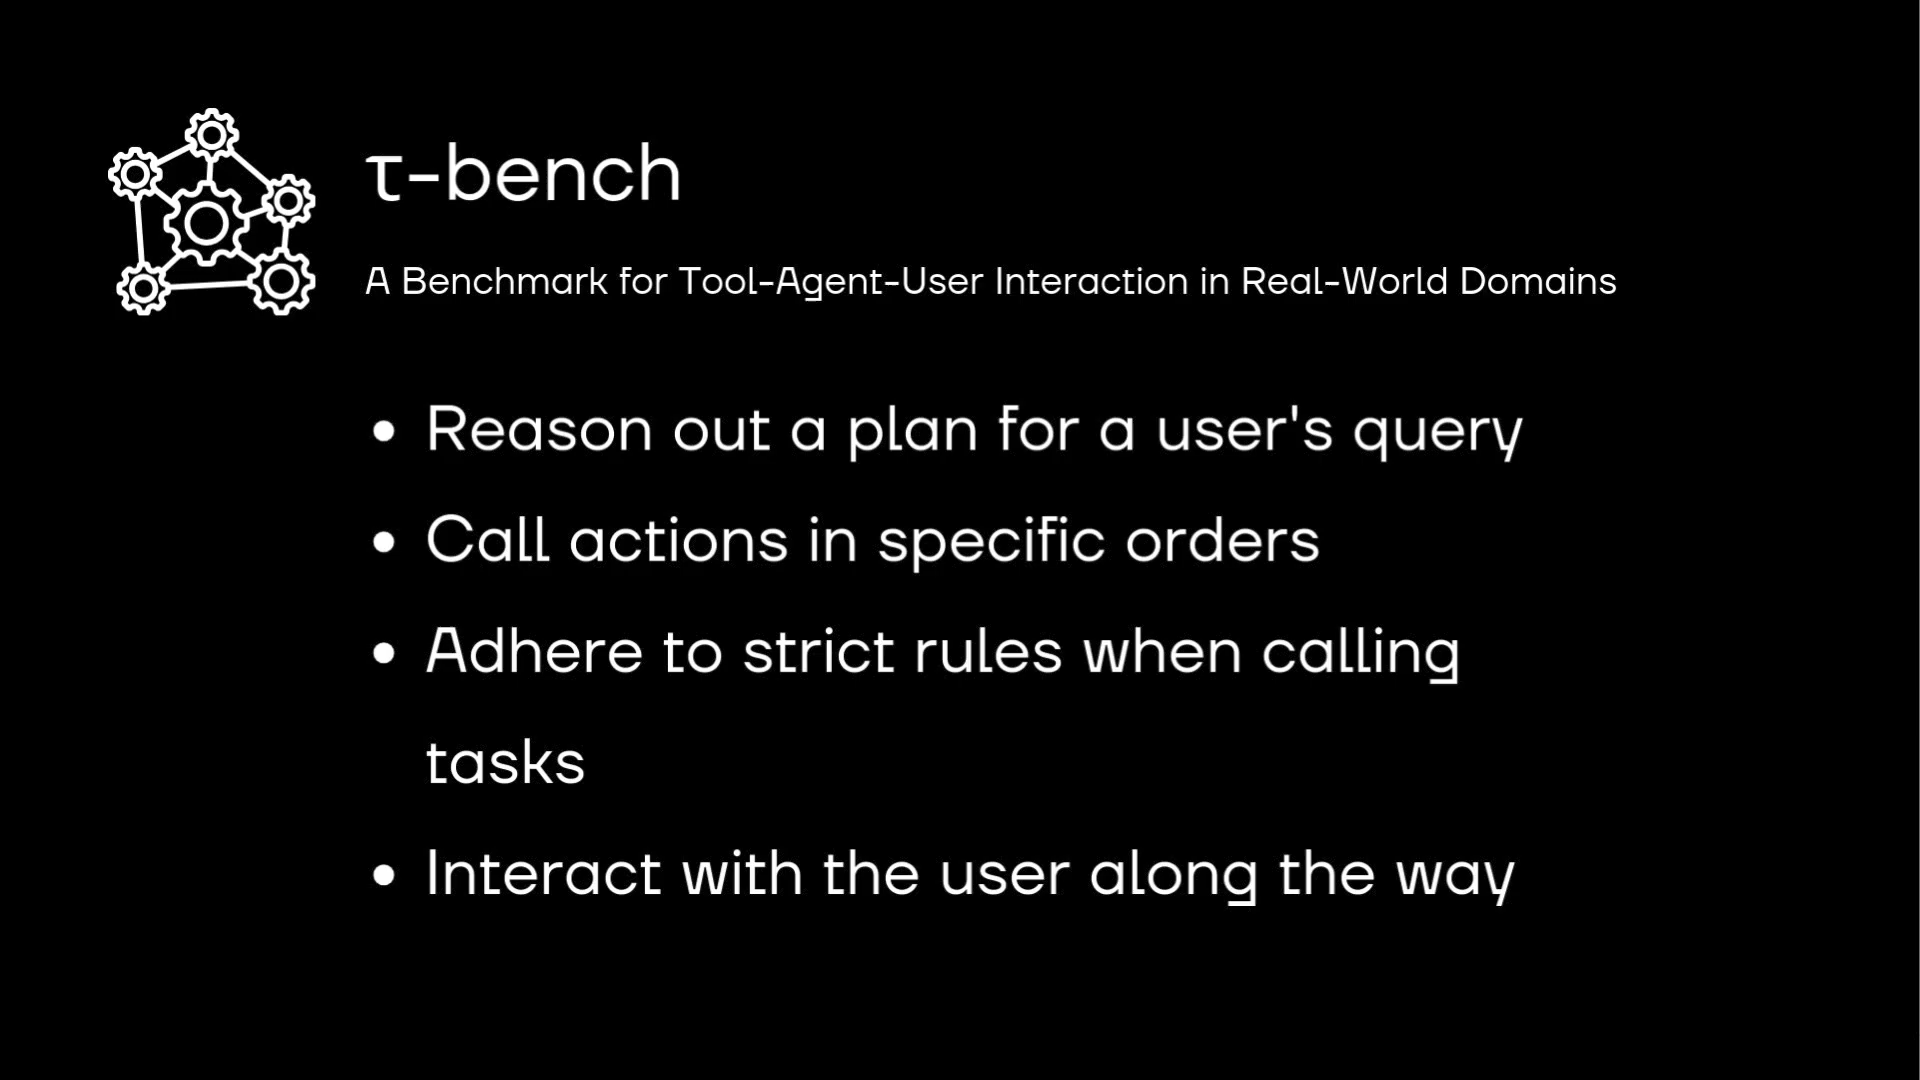 τ-bench
A Benchmark for Tool-Agent-User Interaction in Real-World Domains
• Reason out a plan for a user's query
• Call actions in specific orders
• Adhere to strict rules when calling
tasks
• Interact with the user along the way